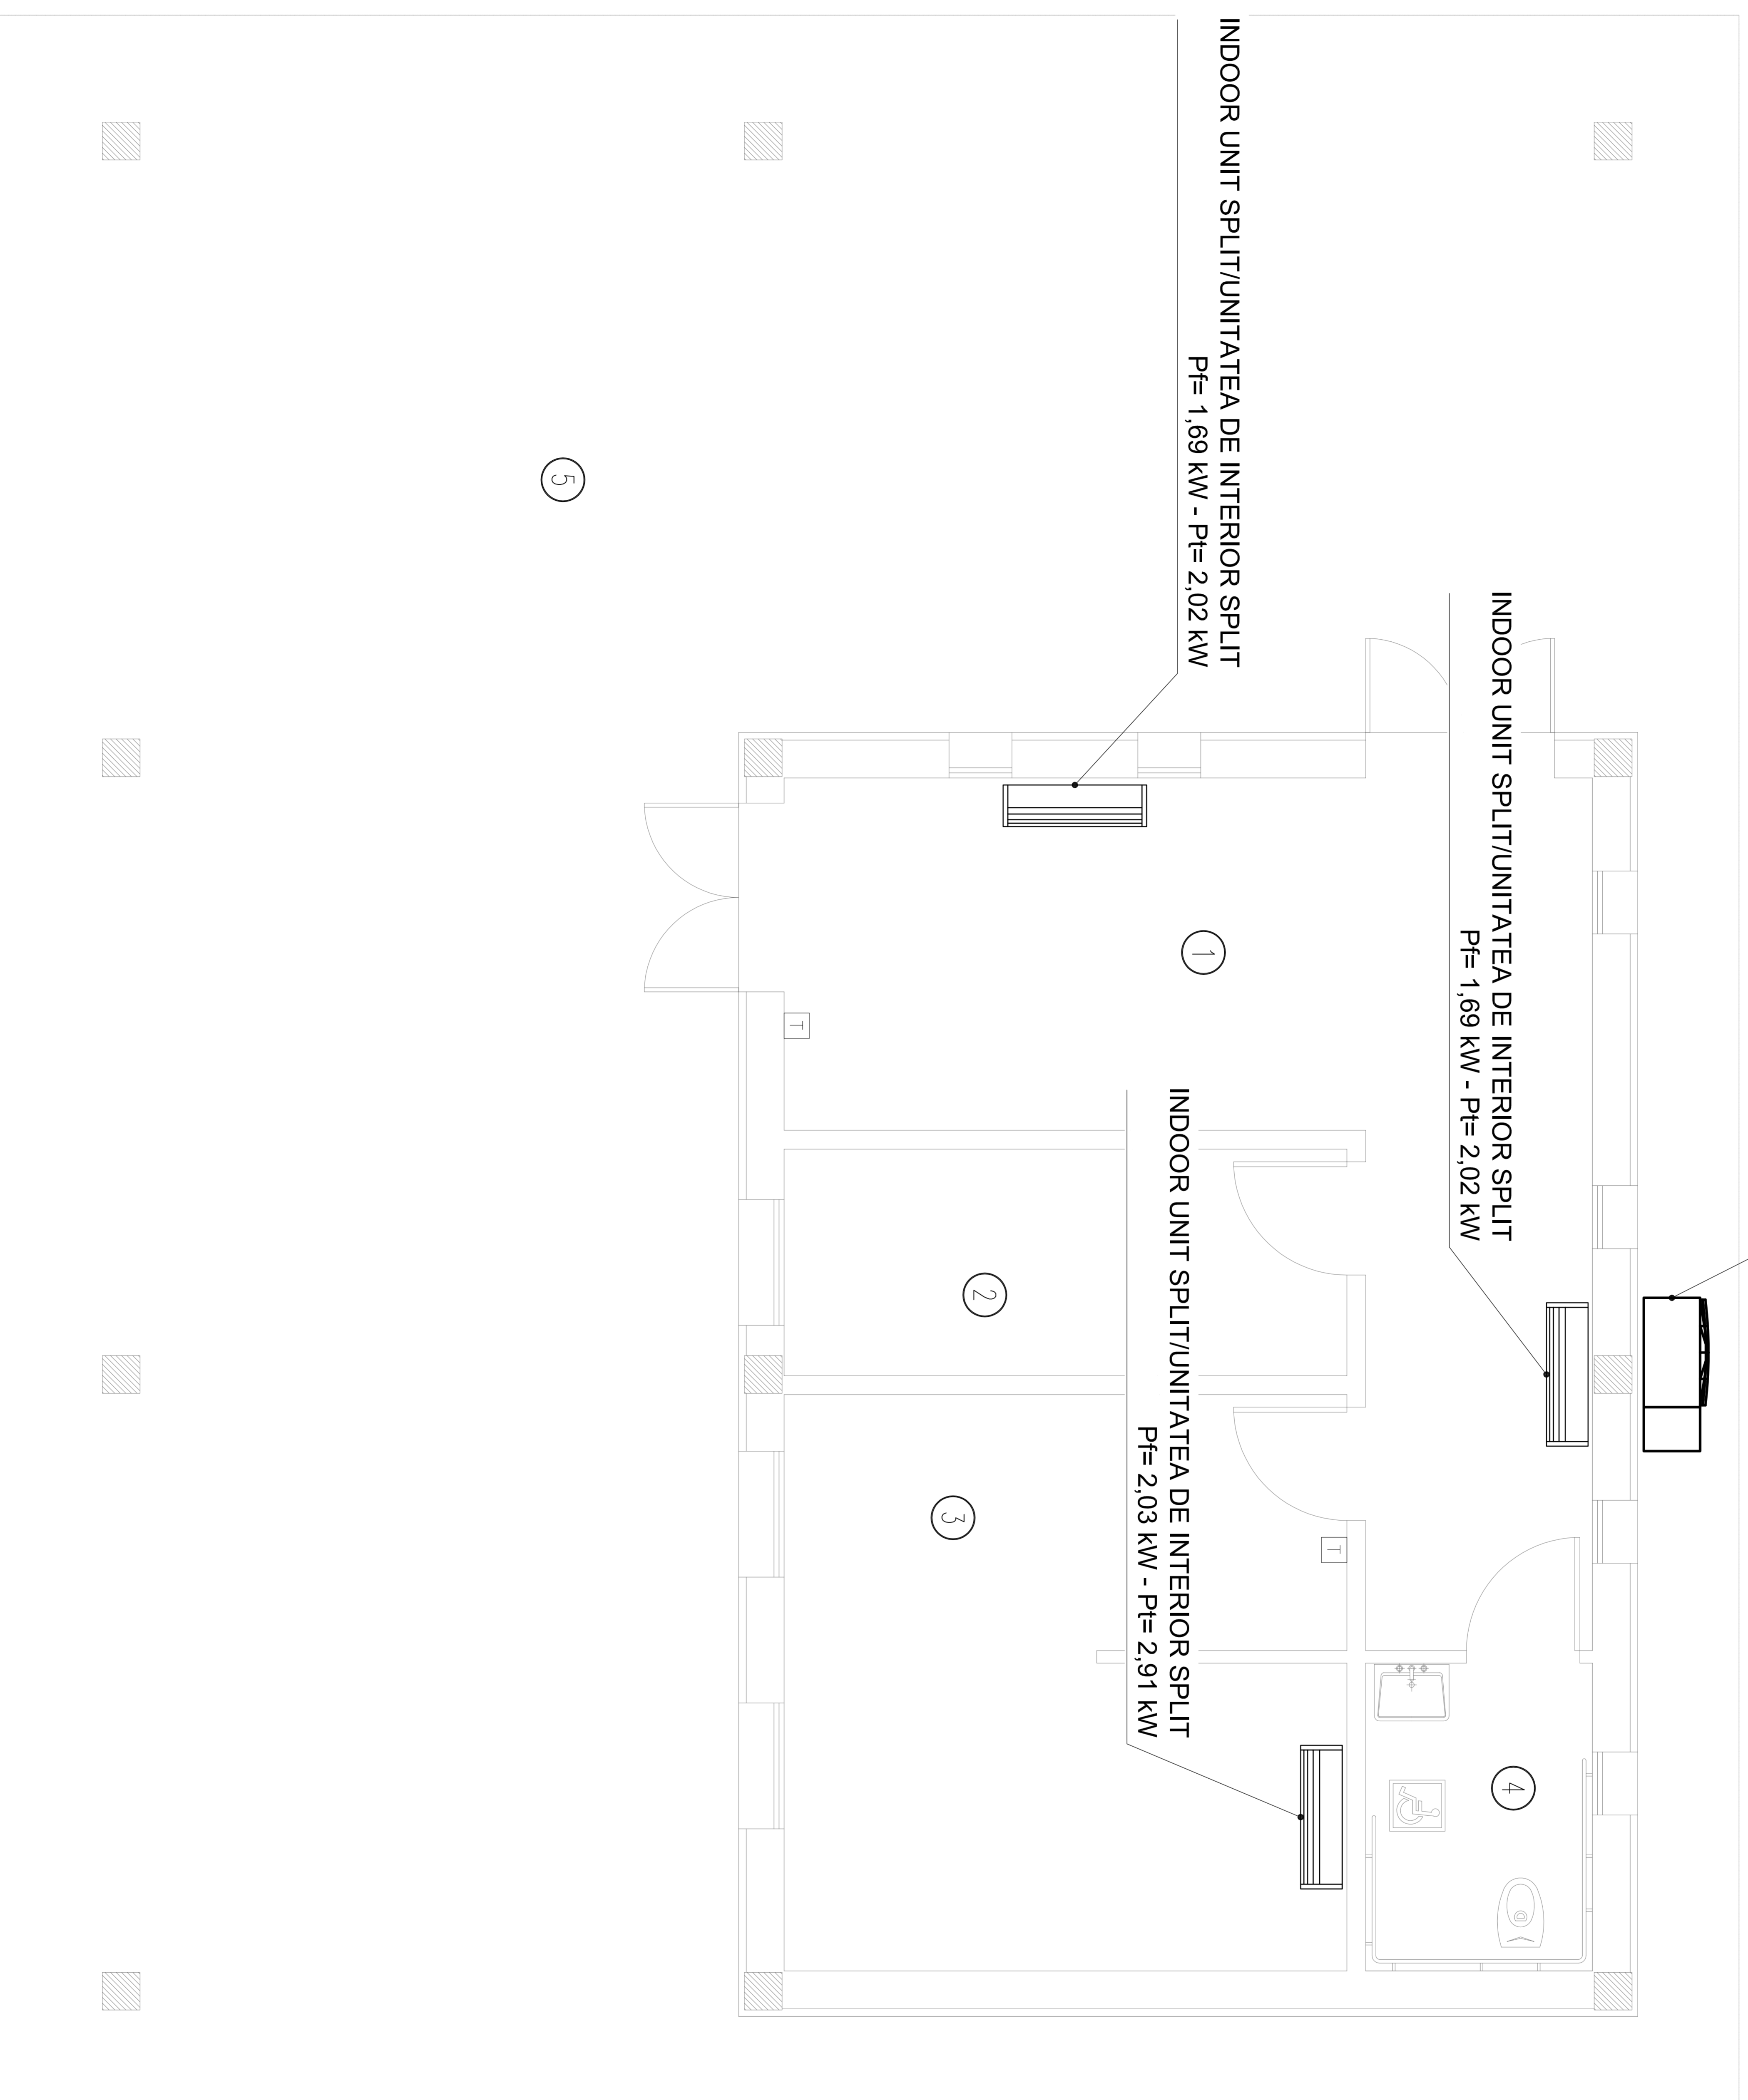 INDOOR UNIT SPLIT/UNITATEA DE INTERIOR SPLIT
Pf= 1,69 kW - Pt= 2,02 kW
INDOOR UNIT SPLIT/UNITATEA DE INTERIOR SPLIT
Pf= 1,69 kW - Pt= 2,02 kW
INDOOR UNIT SPLIT/UNITATEA DE INTERIOR SPLIT
Pf= 2,03 kW - Pt= 2,91 kW
5
1
T
2
3
T
4
D